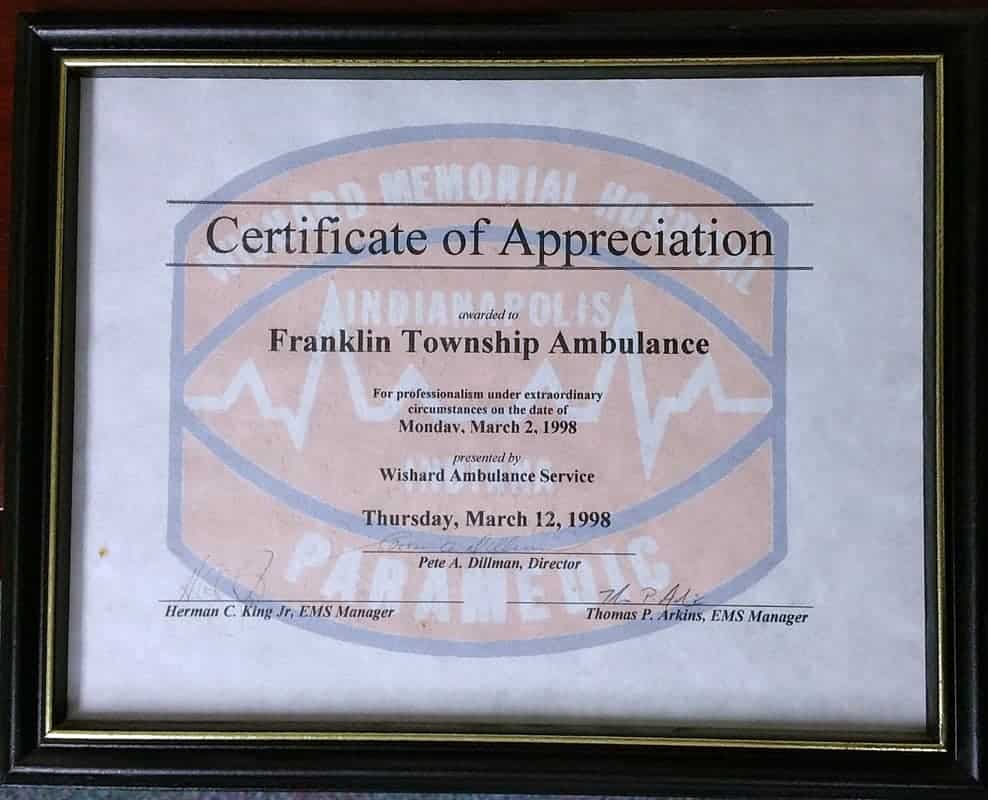 WISHARD MEMORIAL HOSPITAL
Certificate of Appreciation
INDIANAPOLIS
awarded to
Franklin Township Ambulance
For professionalism under extraordinary
circumstances on the date of
Monday, March 2, 1998
presented by
Wishard Ambulance Service
INDIANA
Thursday, March 12, 1998
Pete A. Dillman, Director
PARAMEDIC
Herman C. King Jr, EMS Manager
Thomas P. Arkins, EMS Manager